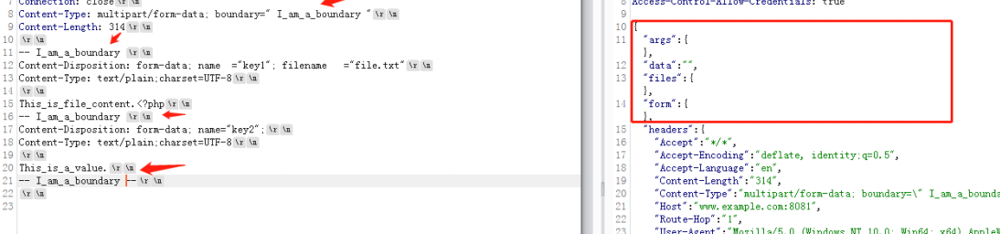 7 Connection: close\r \n
8 Content-Type: multipart/form-data; boundary=" I_am_a_boundary "\r \n
9 Content-Length: 314\r \n
10 \r \n
11 -- I_am_a_boundary \r \n
12 Content-Disposition: form-data; name  ="key1"; filename   ="file.txt"\r \n
13 Content-Type: text/plain;charset=UTF-8\r \n
14 \r \n
15 This_is_file_content.<?php\r \n
16 -- I_am_a_boundary \r \n
17 Content-Disposition: form-data; name="key2";\r \n
18 Content-Type: text/plain;charset=UTF-8\r \n
19 \r \n
20 This_is_a_value.\r \n
21 -- I_am_a_boundary --\r \n
22 \r \n
23
8 Access-Control-Allow-Credentials: true
9
10 {
11 "args":{
},
12 "data":"",
13 "files":{
},
14 "form":{
},
15 "headers":{
16 "Accept":"*/*",
17 "Accept-Encoding":"deflate, identity;q=0.5",
18 "Accept-Language":"en",
19 "Content-Length":"314",
20 "Content-Type":"multipart/form-data; boundary=\" I_am_a_bounda
21 "Host":"www.example.com:8081",
22 "Route-Hop":"1",
23 "User-Agent":"Mozilla/5.0 (Windows NT 10.0; Win64; x64) AppleW